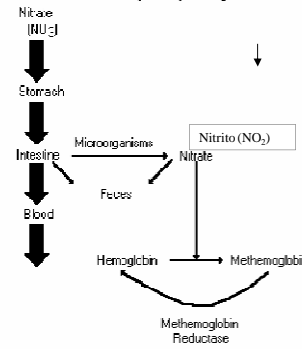 Nitrate
(NO3)
Stomach
Microorganisms
Intestine
Nitrito (NO2)
Nitrate
Feces
Blood
Hemoglobin
Methemoglobi
Methemoglobin
Reductase